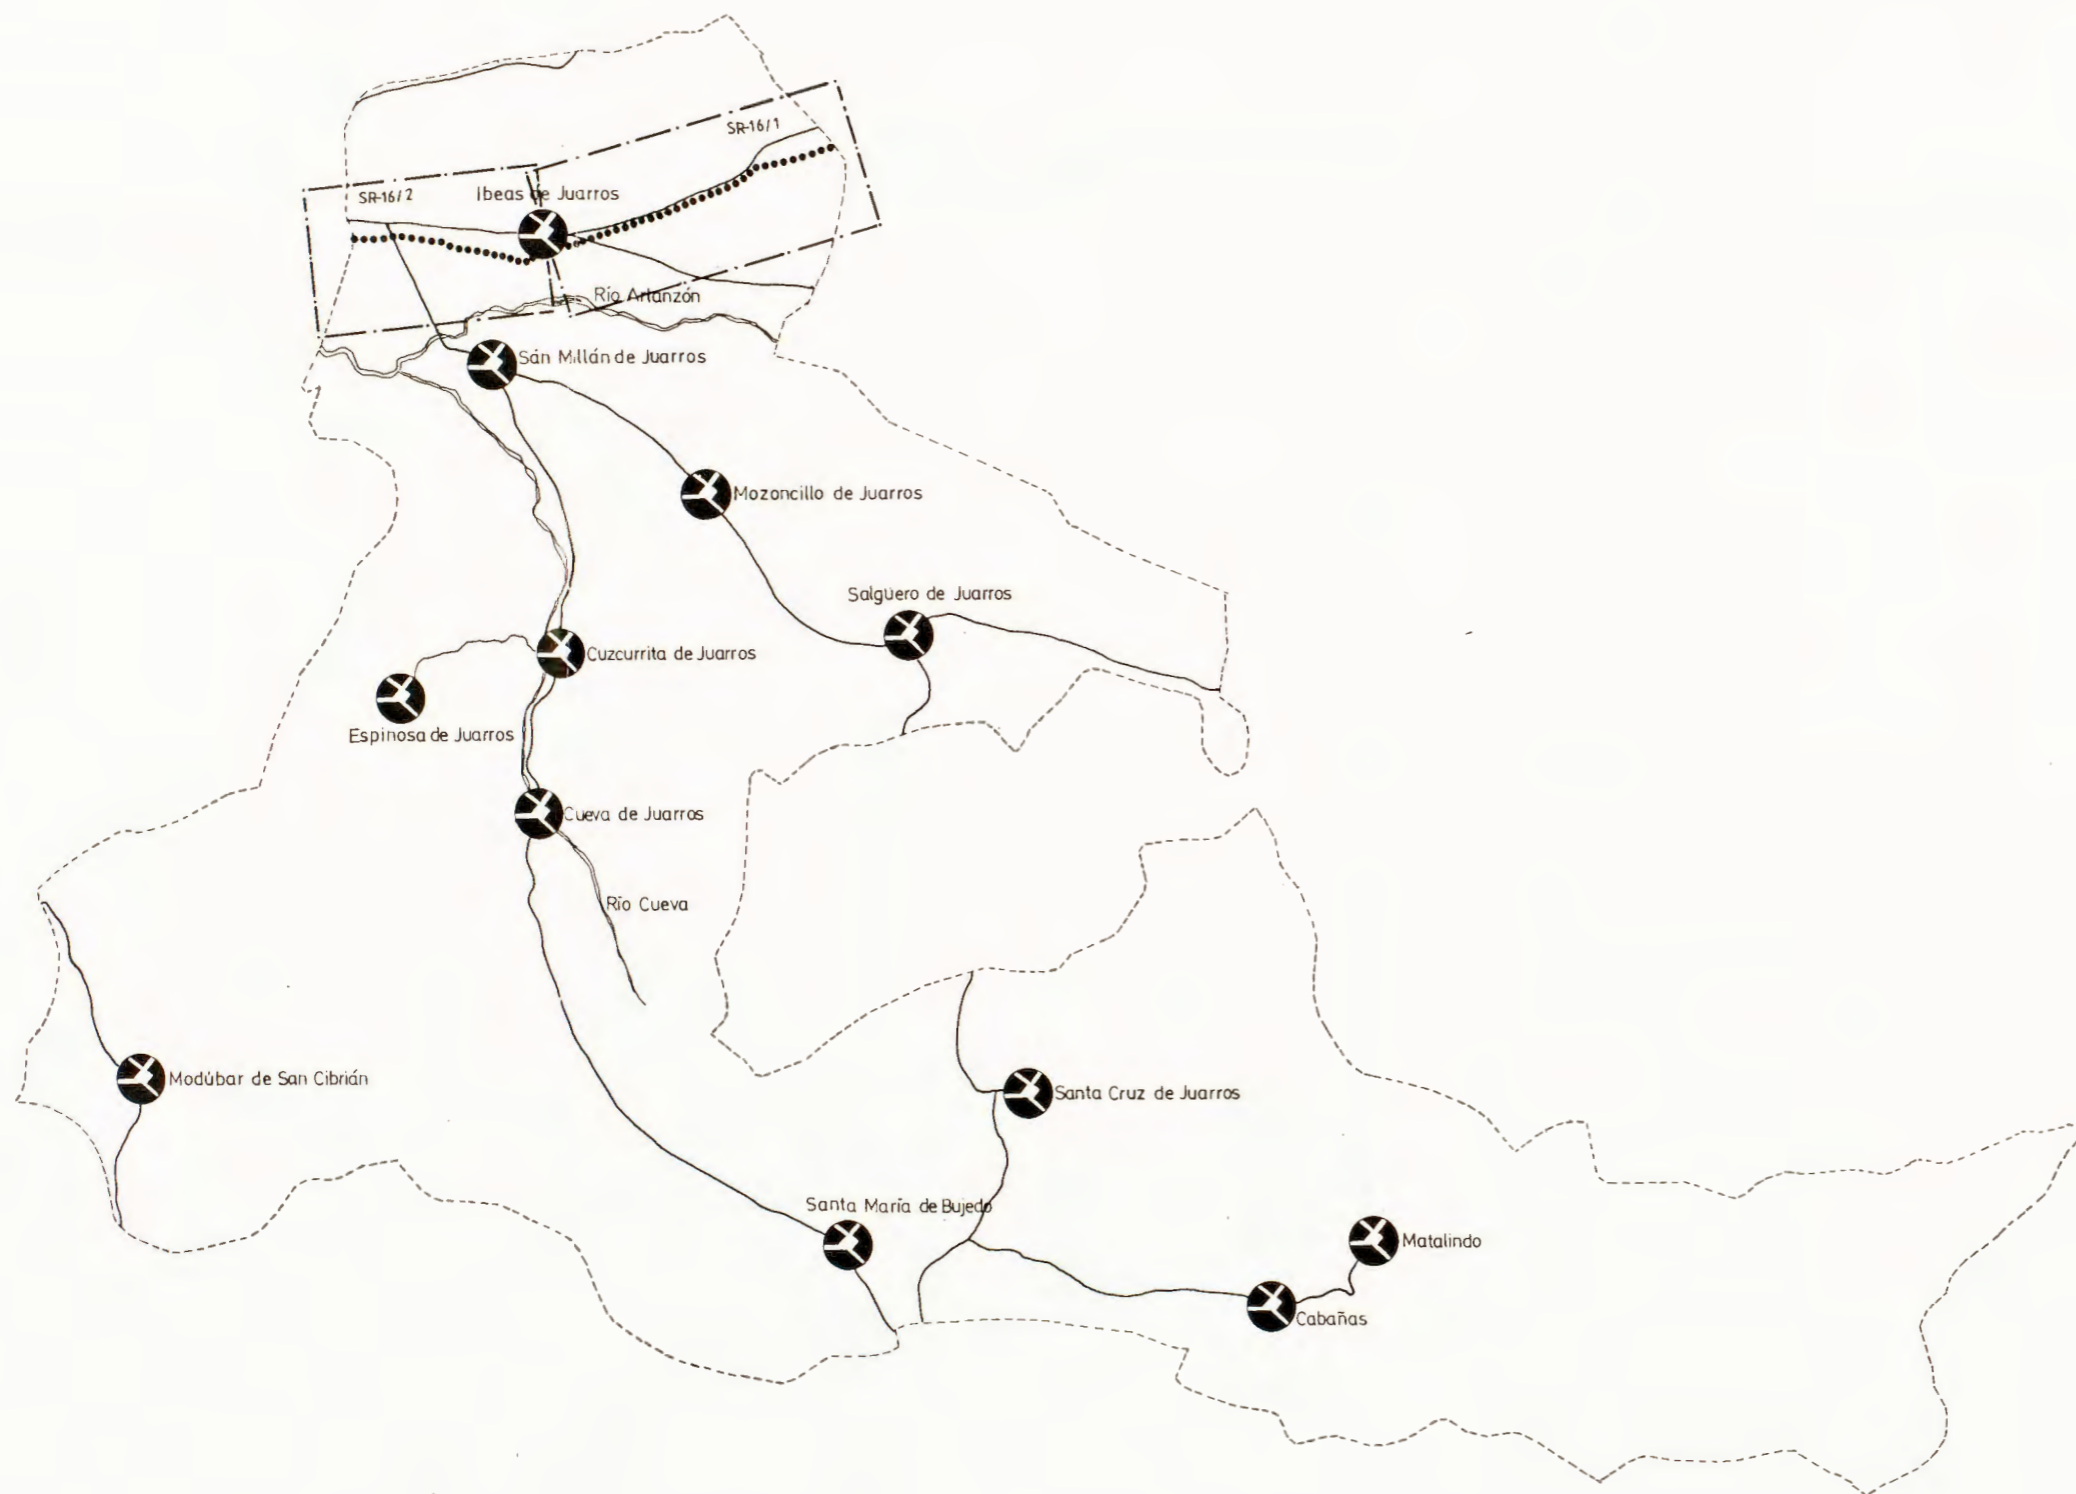 SR-16/1
SR-16/2
Ibeas de Juarros
Río Arlanzón
Sán Millán de Juarros
Mozoncillo de Juarros
Salgüero de Juarros
Cuzcurrita de Juarros
Espinosa de Juarros
Cueva de Juarros
Río Cueva
Modúbar de San Cibrián
Santa Cruz de Juarros
Santa María de Bujedo
Matalindo
Cabañas